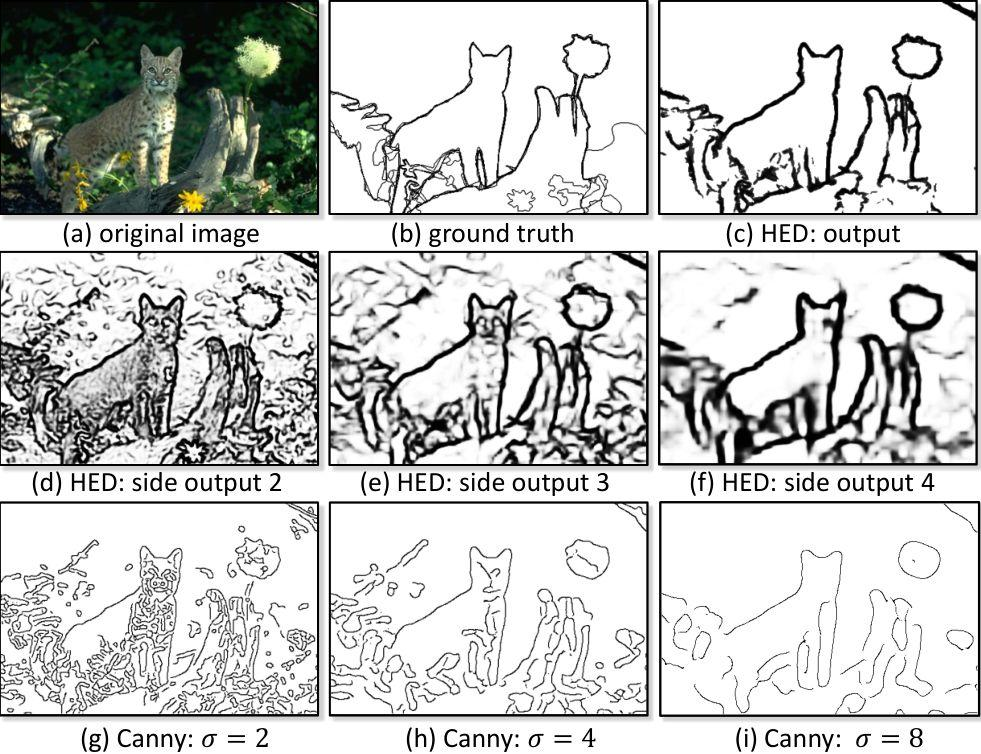 (a) original image
(b) ground truth
(c) HED: output
(d) HED: side output 2
(e) HED: side output 3
(f) HED: side output 4
(g) Canny: σ = 2
(h) Canny: σ = 4
(i) Canny: σ = 8